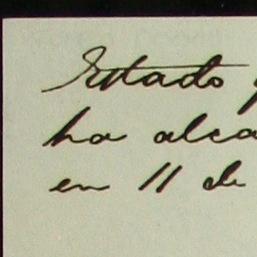 Estado
ha alca
en 11 de